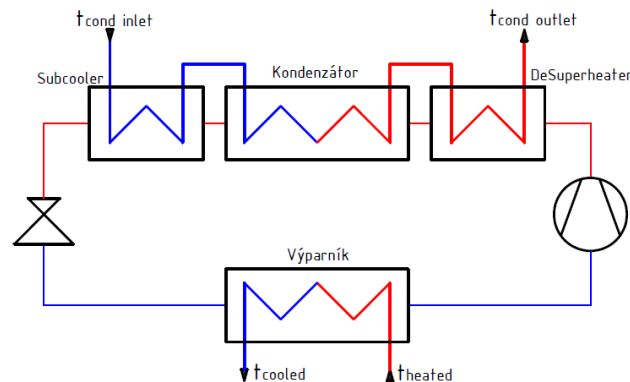 tcond inlet
tcond outlet
Subcooler
Kondenzátor
DeSuperheater
Výparník
tcooled
theated